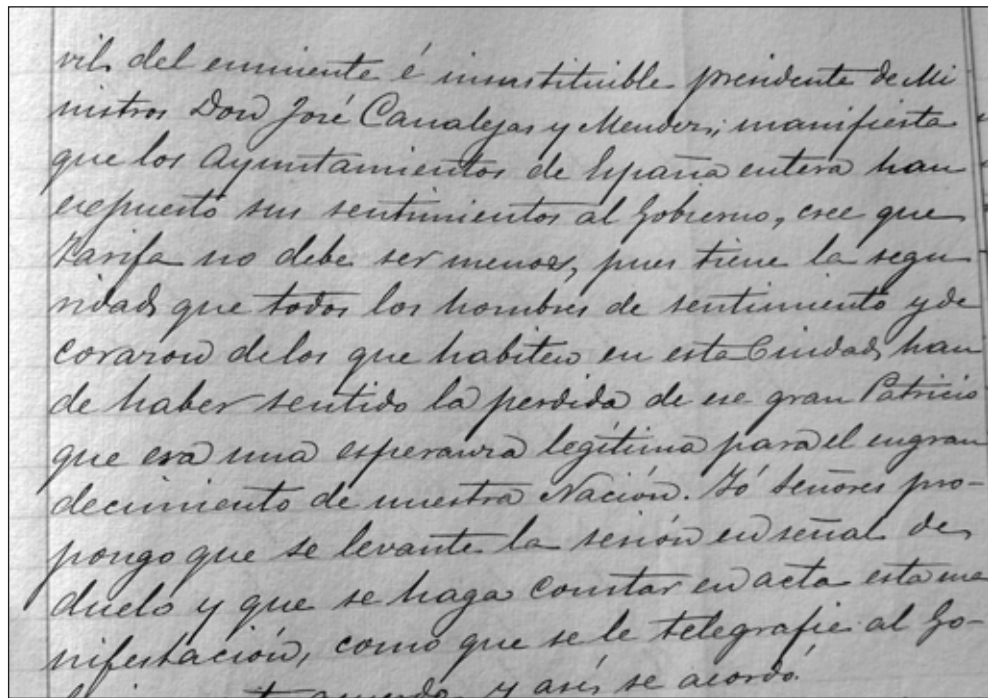 vil del eminente é insustituible presidente de Mi
nistros Don José Canalejas y Mendez; manifiesta
que los Ayuntamientos de España entera han
expuesto sus sentimientos al Gobierno, cree que
Tarifa no debe ser menos, pues tiene la segu
ridad que todos los hombres de sentimiento y de
corazon de los que habiten en esta Ciudad, han
de haber sentido la perdida de ese gran Patricio
que era una esperanza legítima para el engran
decimiento de nuestra Nación. Yó señores pro-
pongo que se levante la sesión en señal de
duelo y que se haga constar en acta esta ma
nifestación, como que se le telegrafie al Go-
acuerdo, y asi se acordó.